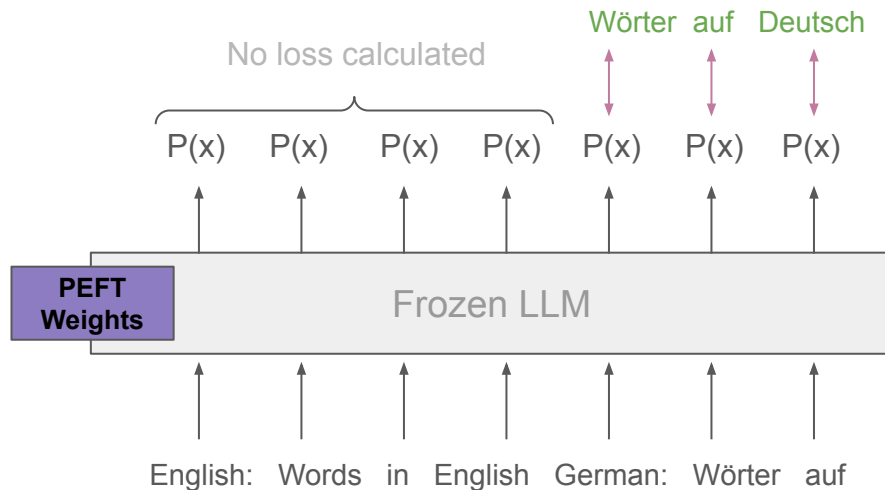 Wörter auf Deutsch
No loss calculated
P(x) P(x) P(x) P(x) P(x) P(x) P(x)
PEFT
Weights
Frozen LLM
English: Words in English German: Wörter auf